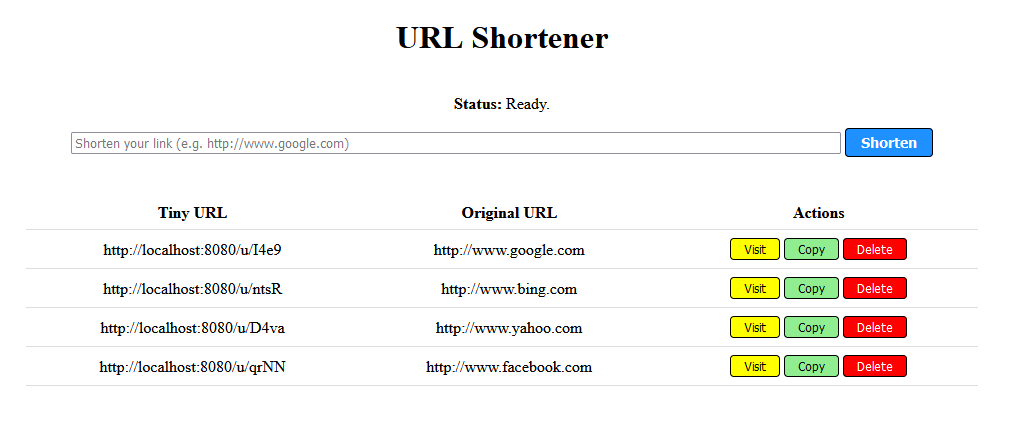 URL Shortener
Status: Ready.
Shorten your link (e.g. http://www.google.com) Shorten
Tiny URL Original URL Actions
http://localhost:8080/u/I4e9 http://www.google.com Visit Copy Delete
http://localhost:8080/u/ntsR http://www.bing.com Visit Copy Delete
http://localhost:8080/u/D4va http://www.yahoo.com Visit Copy Delete
http://localhost:8080/u/qrNN http://www.facebook.com Visit Copy Delete